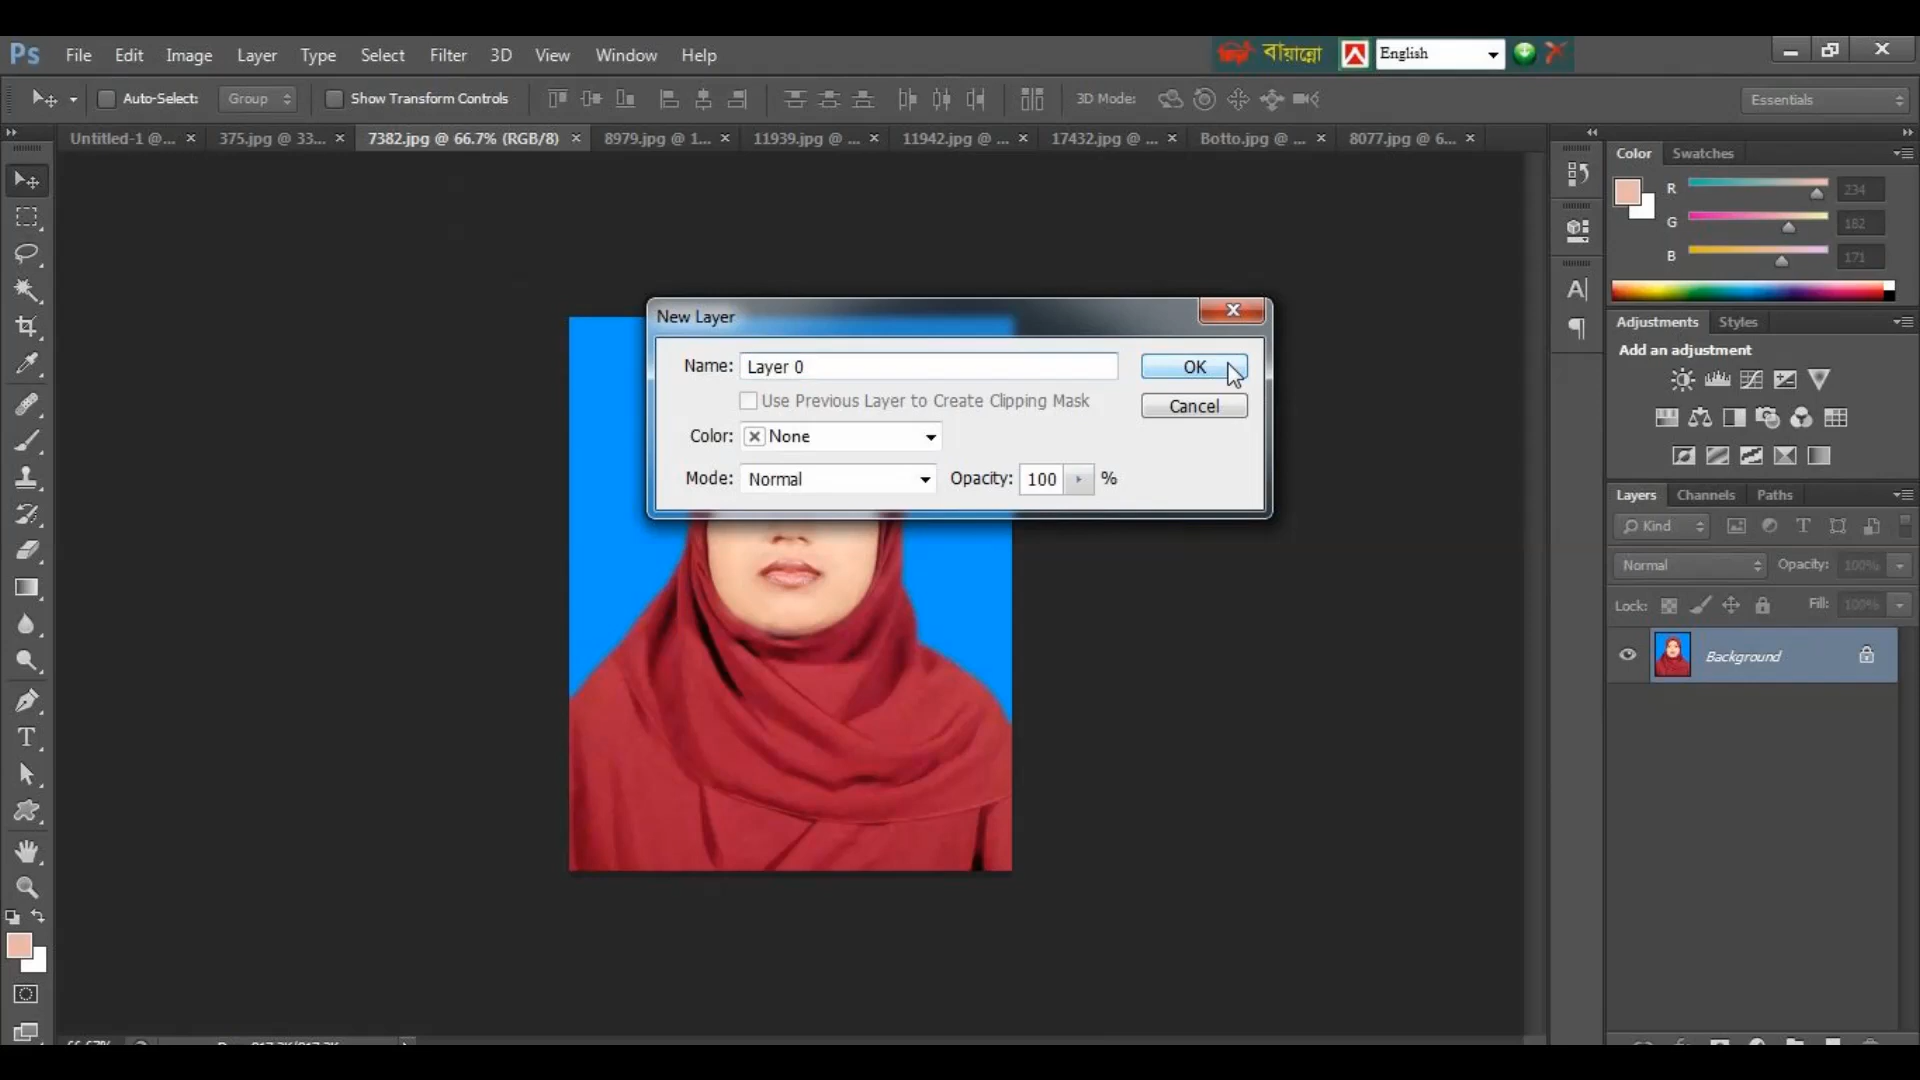 Ps File Edit Image Layer Type Select Filter 3D View Window Help বায়ান্নো English
Auto-Select: Group Show Transform Controls 3D Mode: Essentials
Untitled-1 @... 375.jpg @ 33... 7382.jpg @ 66.7% (RGB/8) 8979.jpg @ 1... 11939.jpg @ ... 11942.jpg @ ... 17432.jpg @ ... Botto.jpg @ ... 8077.jpg @ 6...
Color Swatches
R 234
G 182
B 171
New Layer
Name: Layer 0 OK
Use Previous Layer to Create Clipping Mask Cancel
Color: None
Mode: Normal Opacity: 100 %
Adjustments Styles
Add an adjustment
Layers Channels Paths
Kind
Normal Opacity: 100%
Lock: Fill: 100%
Background